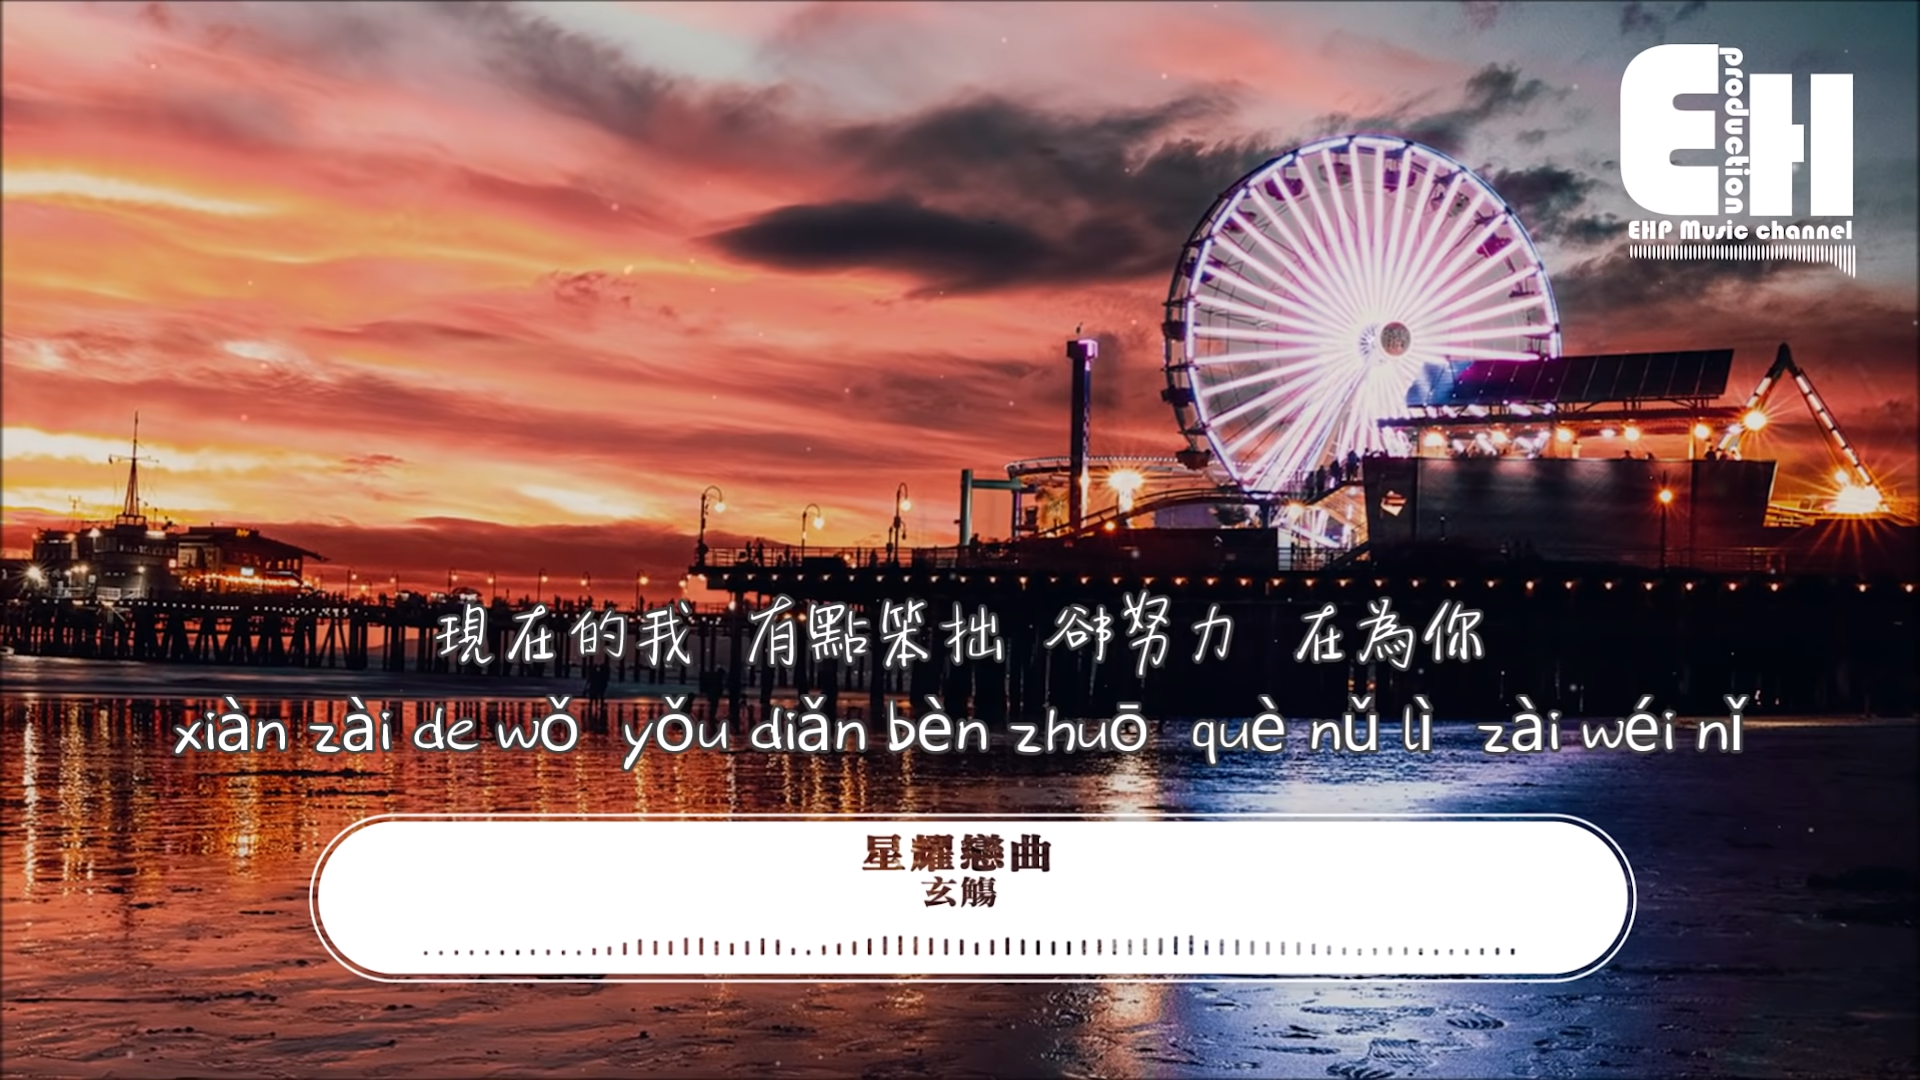 EH
production
EHP Music channel
現在的我 有點笨拙 卻努力 在為你
xiàn zài de wǒ yǒu diǎn bèn zhuō què nǔ lì zài wéi nǐ
星耀戀曲
玄觴